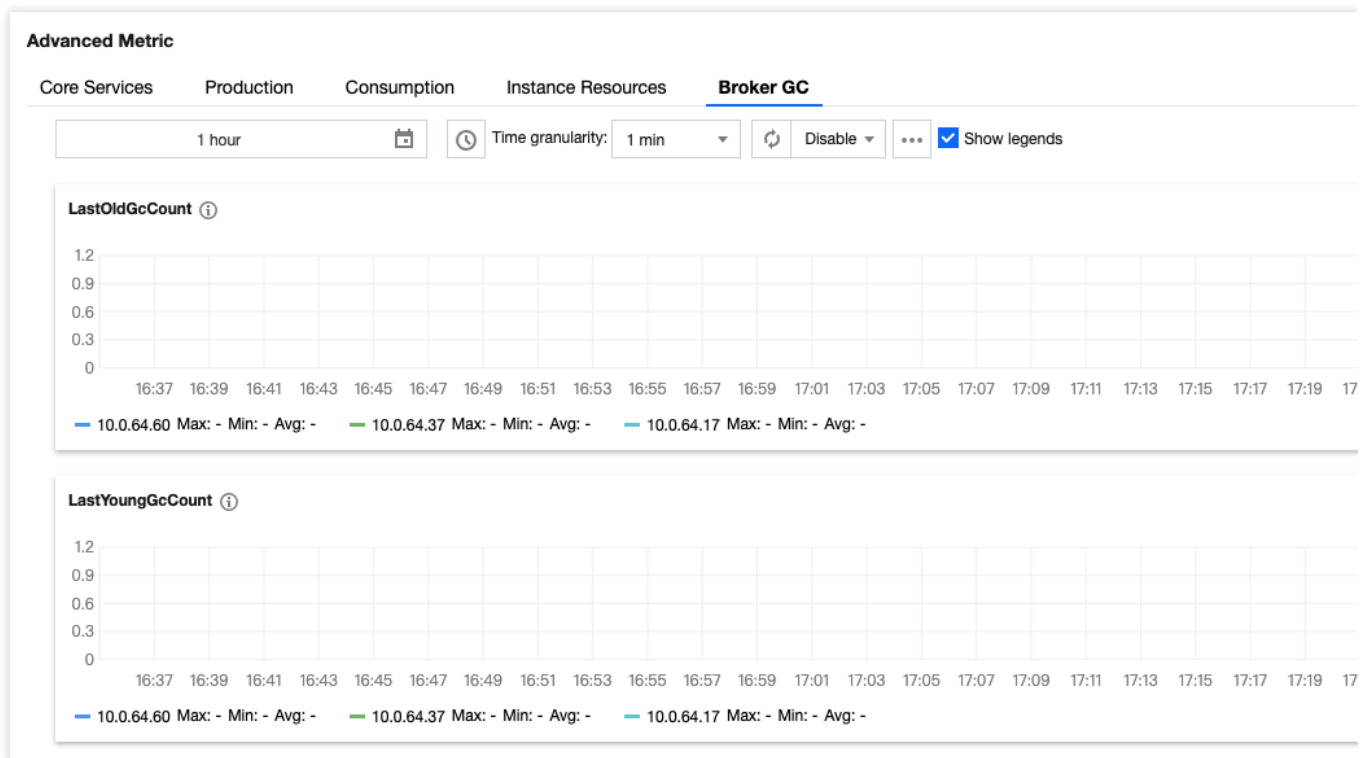 Advanced Metric
Core Services Production Consumption Instance Resources Broker GC
1 hour Time granularity: 1 min Disable ••• Show legends
LastOldGcCount
1.2
0.9
0.6
0.3
0
16:37 16:39 16:41 16:43 16:45 16:47 16:49 16:51 16:53 16:55 16:57 16:59 17:01 17:03 17:05 17:07 17:09 17:11 17:13 17:15 17:17 17:19 17
10.0.64.60 Max: - Min: - Avg: - 10.0.64.37 Max: - Min: - Avg: - 10.0.64.17 Max: - Min: - Avg: -
LastYoungGcCount
1.2
0.9
0.6
0.3
0
16:37 16:39 16:41 16:43 16:45 16:47 16:49 16:51 16:53 16:55 16:57 16:59 17:01 17:03 17:05 17:07 17:09 17:11 17:13 17:15 17:17 17:19 17
10.0.64.60 Max: - Min: - Avg: - 10.0.64.37 Max: - Min: - Avg: - 10.0.64.17 Max: - Min: - Avg: -